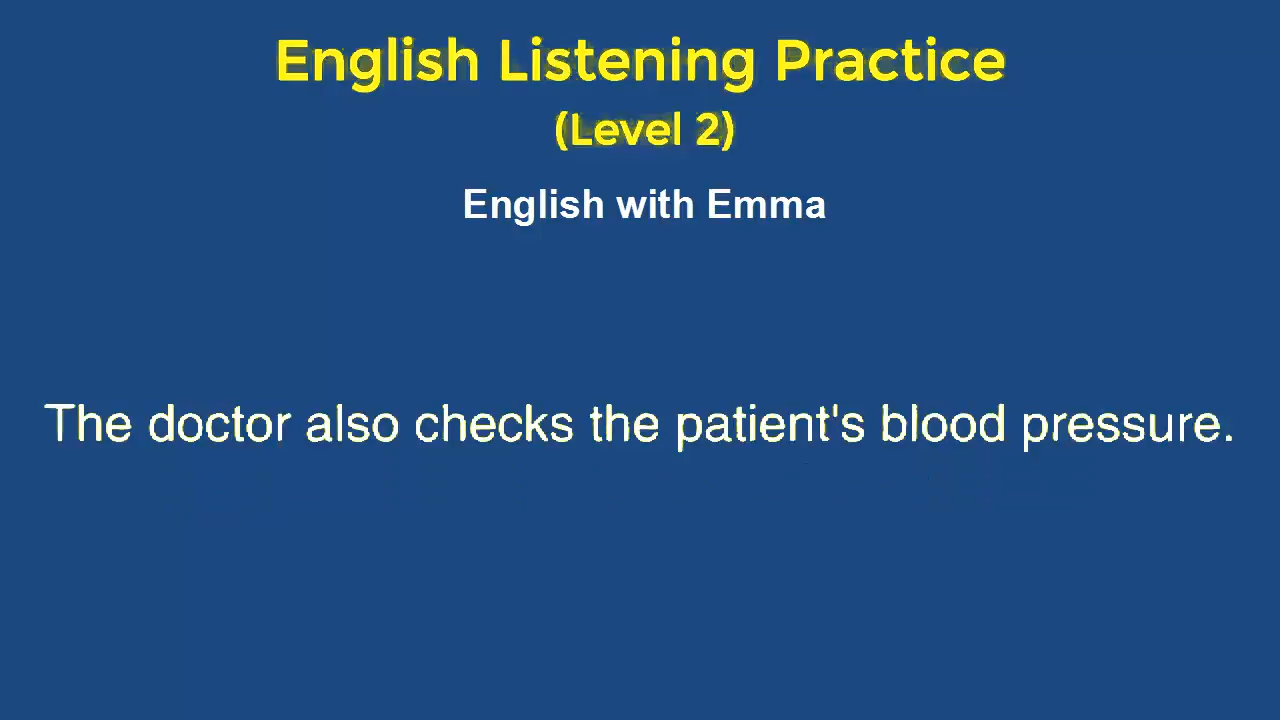 English Listening Practice
(Level 2)
English with Emma
The doctor also checks the patient's blood pressure.